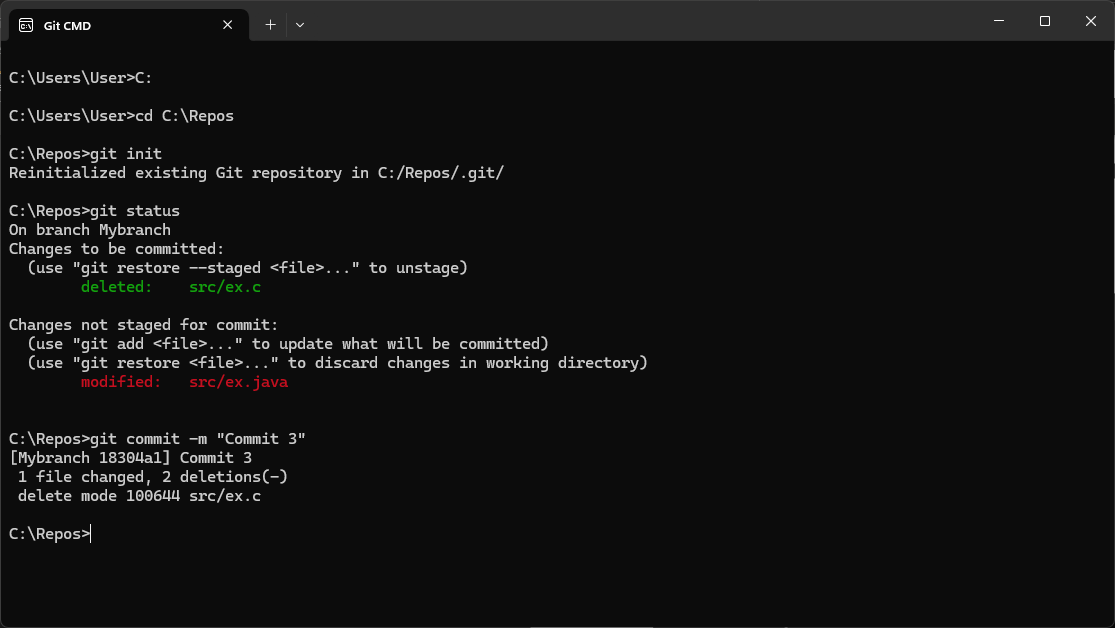 Git CMD
C:\Users\User>C:
C:\Users\User>cd C:\Repos
C:\Repos>git init
Reinitialized existing Git repository in C:/Repos/.git/
C:\Repos>git status
On branch Mybranch
Changes to be committed:
  (use "git restore --staged <file>..." to unstage)
        deleted:    src/ex.c
Changes not staged for commit:
  (use "git add <file>..." to update what will be committed)
  (use "git restore <file>..." to discard changes in working directory)
        modified:   src/ex.java
C:\Repos>git commit -m "Commit 3"
[Mybranch 18304a1] Commit 3
 1 file changed, 2 deletions(-)
 delete mode 100644 src/ex.c
C:\Repos>